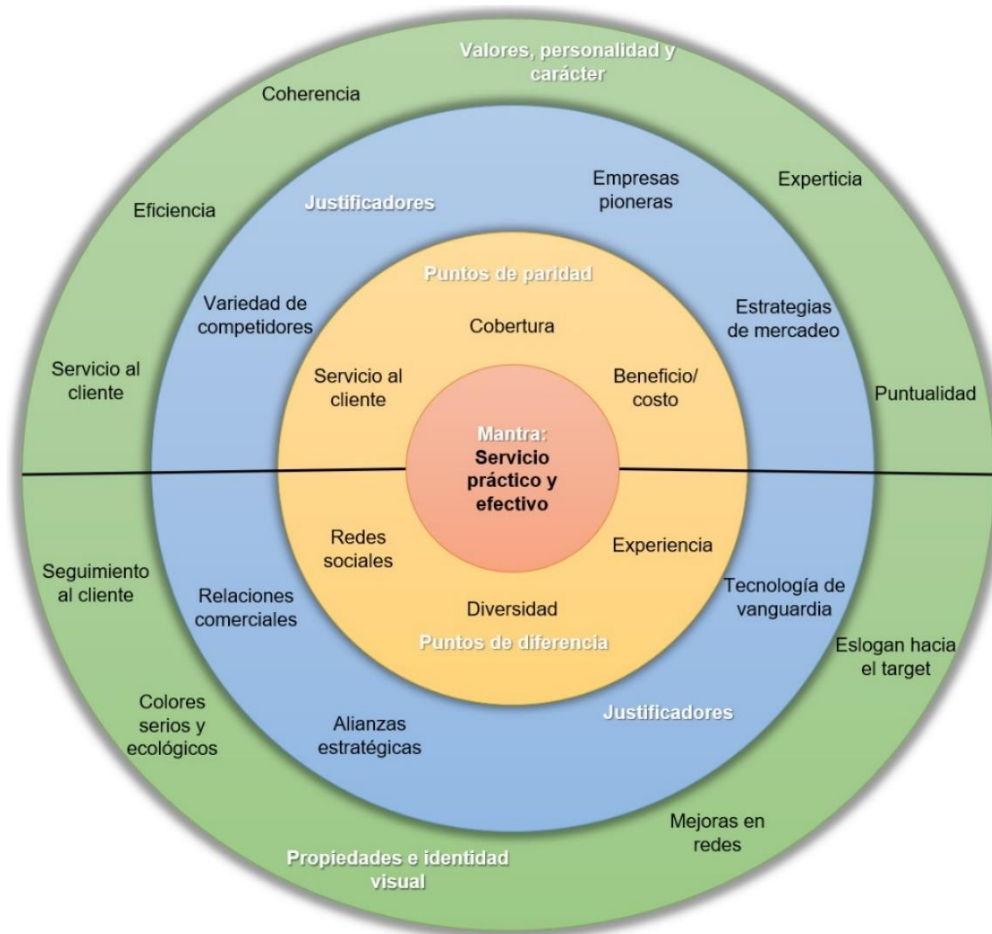 Valores, personalidad y
carácter
Coherencia
Experticia
Eficiencia
Servicio al
cliente
Puntualidad
Justificadores
Empresas
pioneras
Variedad de
competidores
Estrategias
de mercadeo
Puntos de paridad
Cobertura
Servicio al
cliente
Beneficio/
costo
Mantra:
Servicio
práctico y
efectivo
Redes
sociales
Experiencia
Diversidad
Puntos de diferencia
Relaciones
comerciales
Tecnología de
vanguardia
Alianzas
estratégicas
Justificadores
Seguimiento
al cliente
Eslogan hacia
el target
Colores
serios y
ecológicos
Mejoras en
redes
Propiedades e identidad
visual